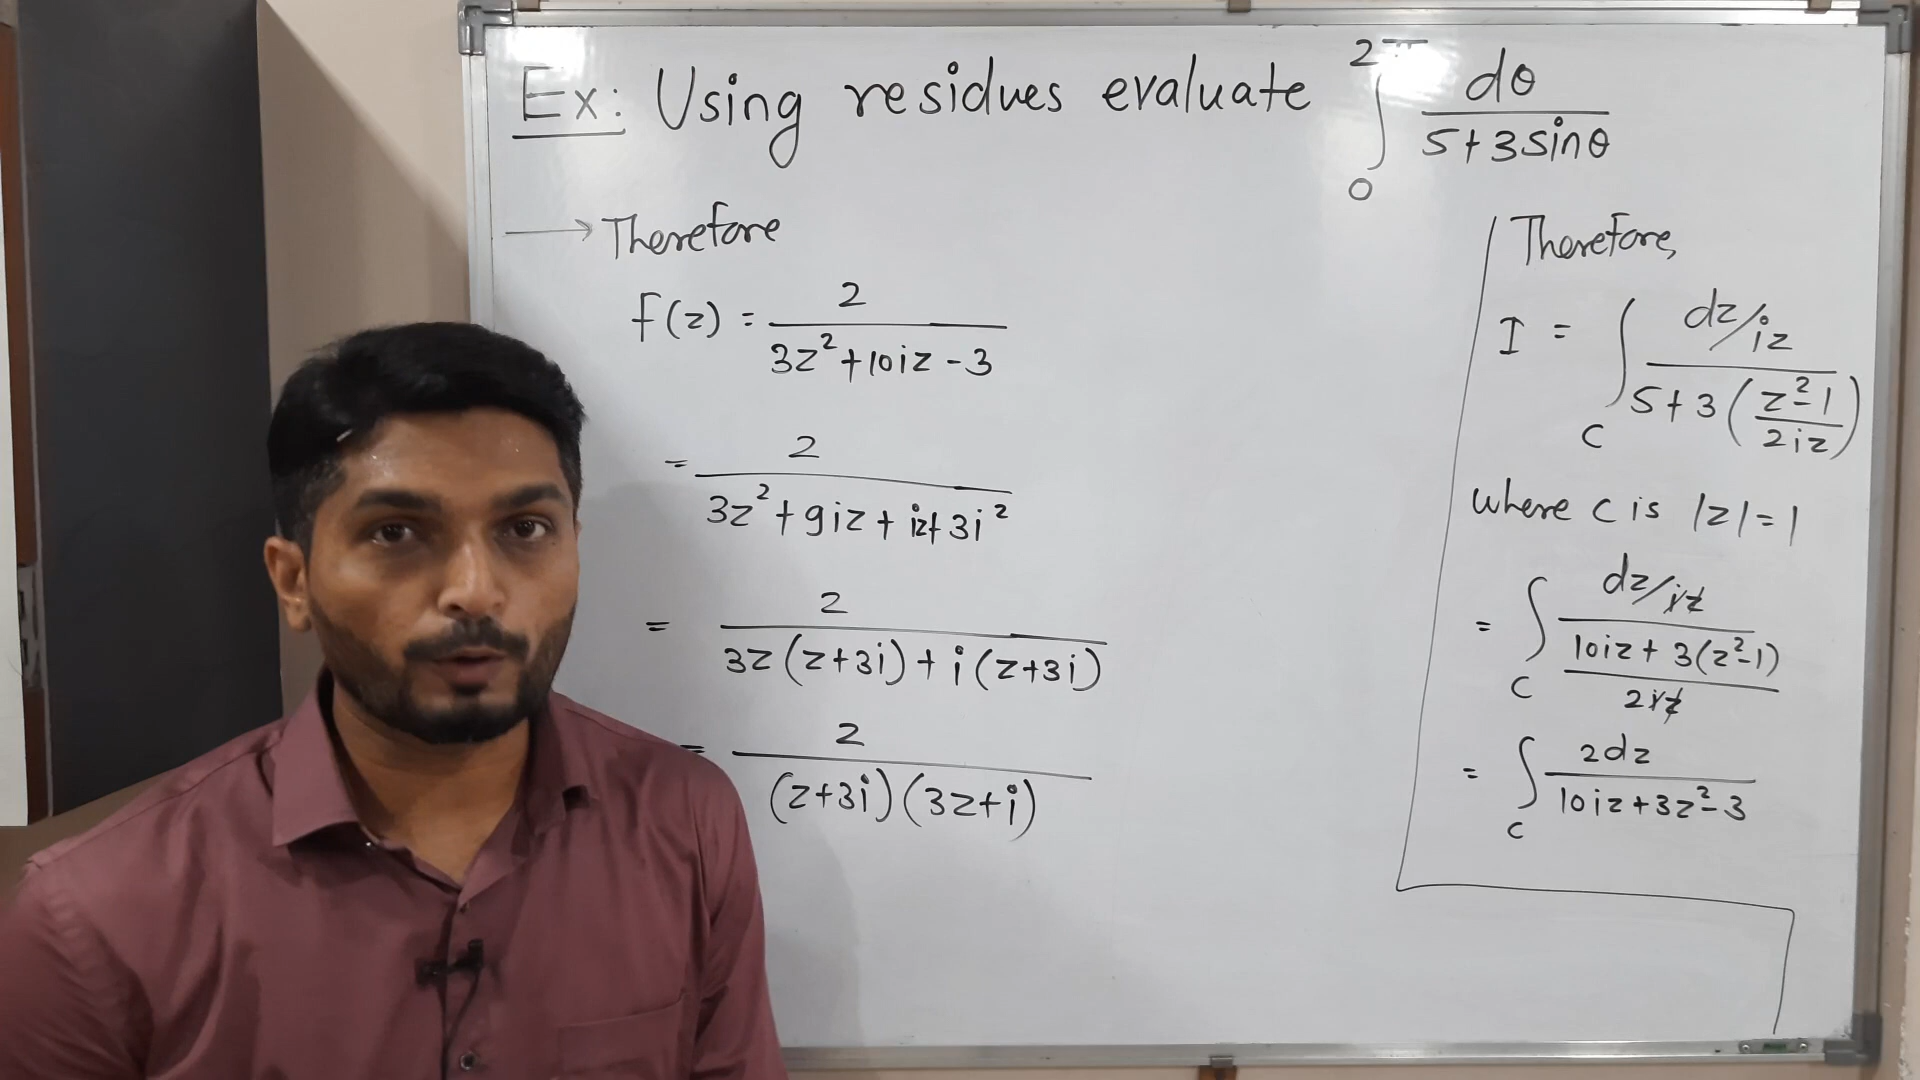 Ex: Using residues evaluate ∫₀^2π dθ / 5+3sinθ
→ Therefore
f(z) = 2 / 3z²+10iz-3
= 2 / 3z²+9iz+iz+3i²
= 2 / 3z(z+3i)+i(z+3i)
= 2 / (z+3i)(3z+i)
Therefore,
I = ∫_C dz/iz / 5+3(z²-1 / 2iz)
where C is |z|=1
= ∫_C dz/iz / 10iz+3(z²-1) / 2iz
= ∫_C 2dz / 10iz+3z²-3